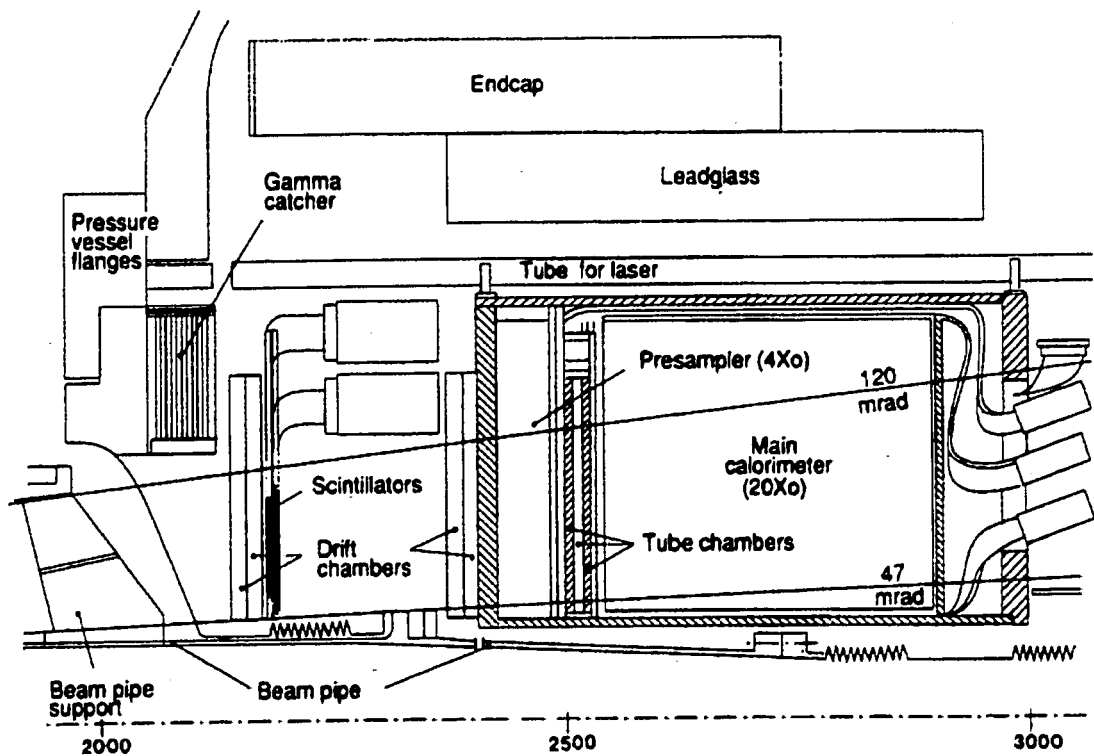 Endcap
Leadglass
Gamma
catcher
Pressure
vessel
flanges
Tube for laser
Presampler (4Xo)
120
mrad
Main
calorimeter
(20Xo)
Scintillators
Drift
chambers
Tube chambers
47
mrad
Beam pipe
support
Beam pipe
2000
2500
3000